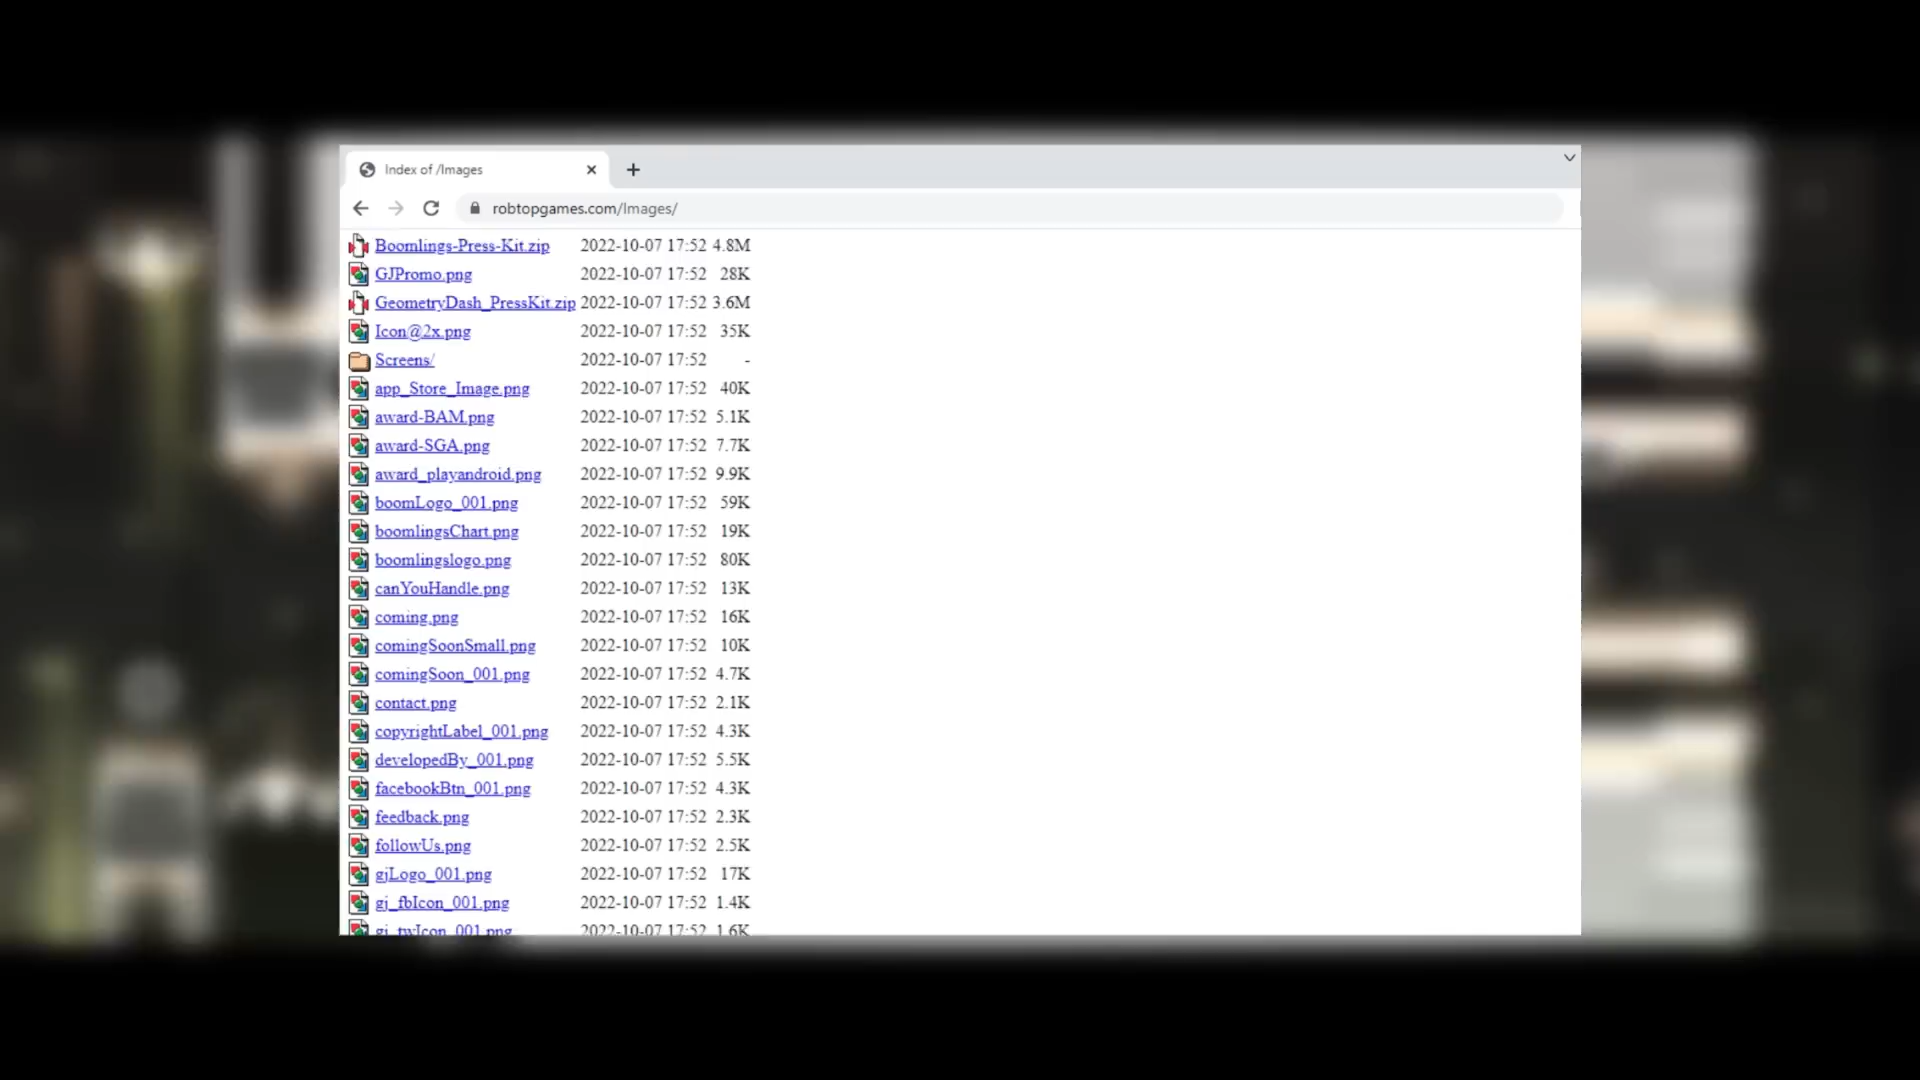 Index of /Images
robtopgames.com/Images/
Boomlings-Press-Kit.zip 2022-10-07 17:52 4.8M
GJPromo.png 2022-10-07 17:52 28K
GeometryDash_PressKit.zip 2022-10-07 17:52 3.6M
Icon@2x.png 2022-10-07 17:52 35K
Screens/ 2022-10-07 17:52 -
app_Store_Image.png 2022-10-07 17:52 40K
award-BAM.png 2022-10-07 17:52 5.1K
award-SGA.png 2022-10-07 17:52 7.7K
award_playandroid.png 2022-10-07 17:52 9.9K
boomLogo_001.png 2022-10-07 17:52 59K
boomlingsChart.png 2022-10-07 17:52 19K
boomlingslogo.png 2022-10-07 17:52 80K
canYouHandle.png 2022-10-07 17:52 13K
coming.png 2022-10-07 17:52 16K
comingSoonSmall.png 2022-10-07 17:52 10K
comingSoon_001.png 2022-10-07 17:52 4.7K
contact.png 2022-10-07 17:52 2.1K
copyrightLabel_001.png 2022-10-07 17:52 4.3K
developedBy_001.png 2022-10-07 17:52 5.5K
facebookBtn_001.png 2022-10-07 17:52 4.3K
feedback.png 2022-10-07 17:52 2.3K
followUs.png 2022-10-07 17:52 2.5K
gjLogo_001.png 2022-10-07 17:52 17K
gj_fbIcon_001.png 2022-10-07 17:52 1.4K
gj_twIcon_001.png 2022-10-07 17:52 1.6K